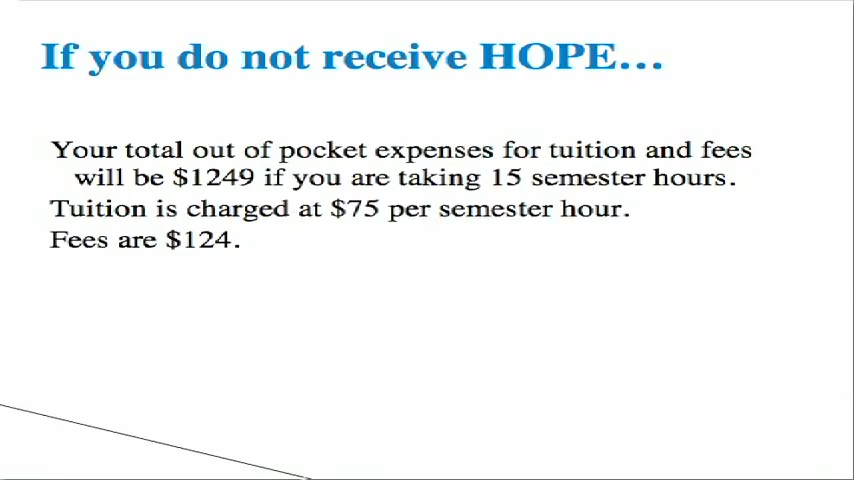 If you do not receive HOPE...
Your total out of pocket expenses for tuition and fees
will be $1249 if you are taking 15 semester hours.
Tuition is charged at $75 per semester hour.
Fees are $124.